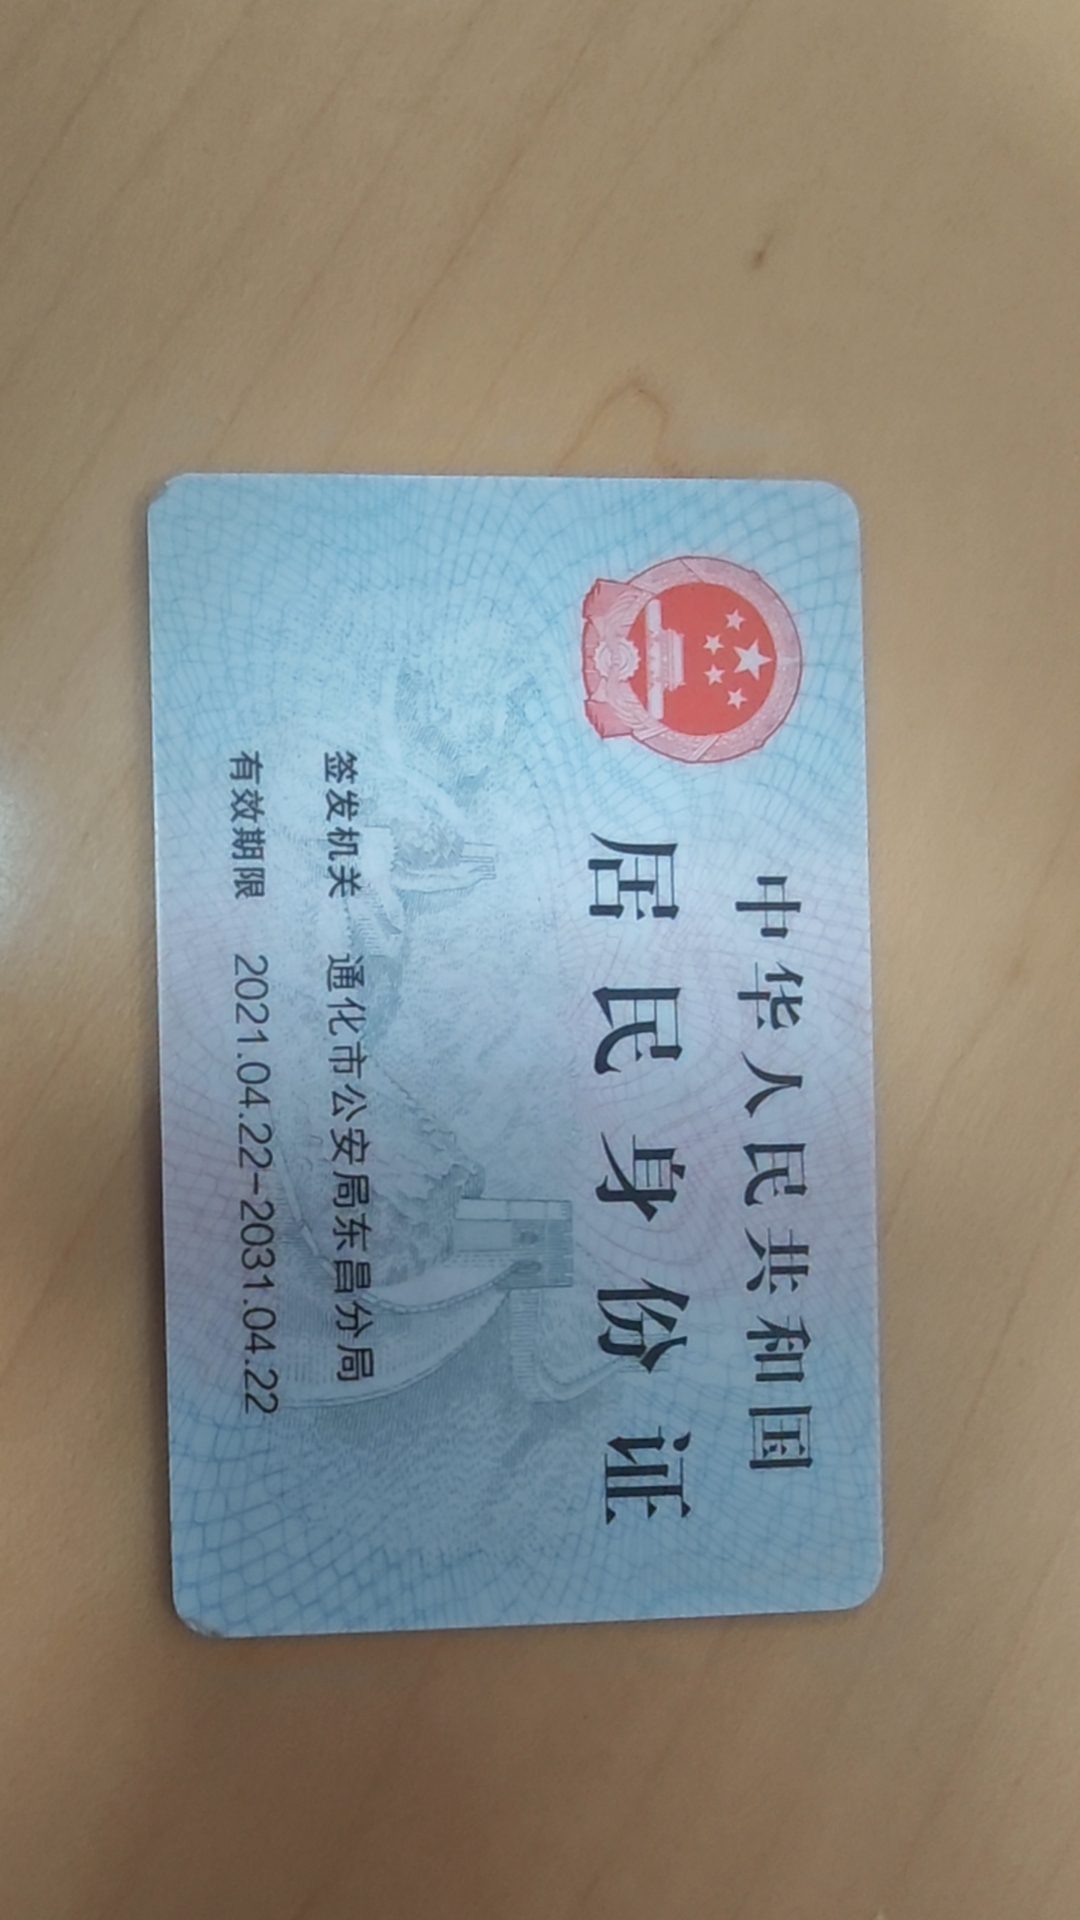 中华人民共和国
居民身份证
签发机关 通化市公安局东昌分局
有效期限 2021.04.22-2031.04.22